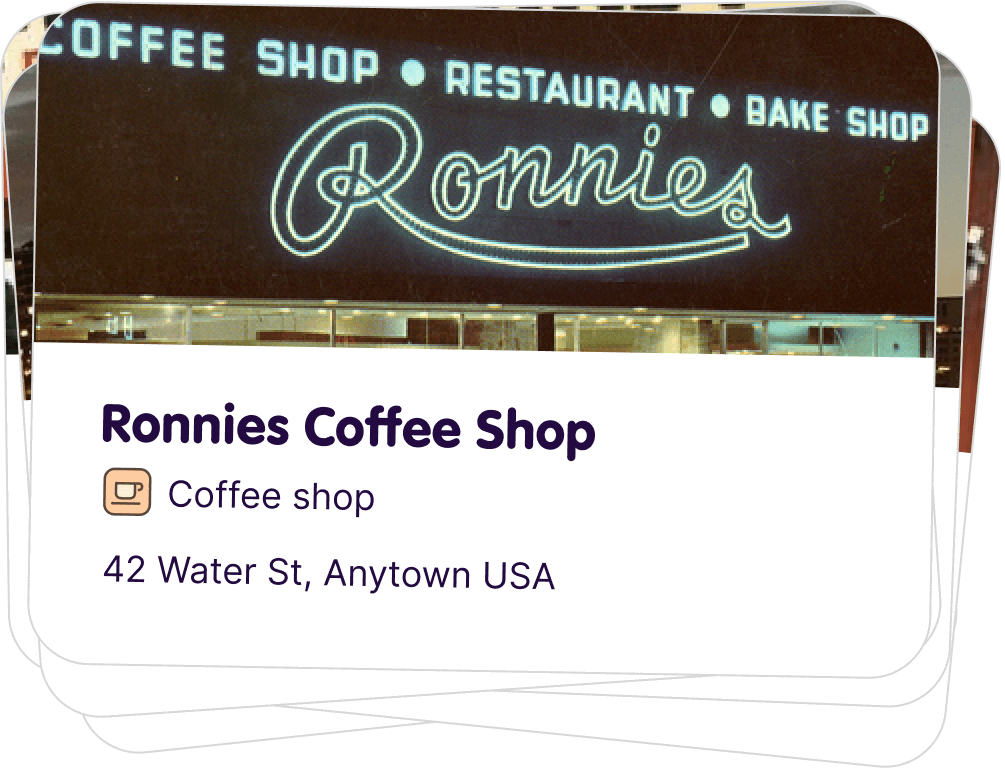 COFFEE SHOP • RESTAURANT • BAKE SHOP
Ronnies
Ronnies Coffee Shop
Coffee shop
42 Water St, Anytown USA